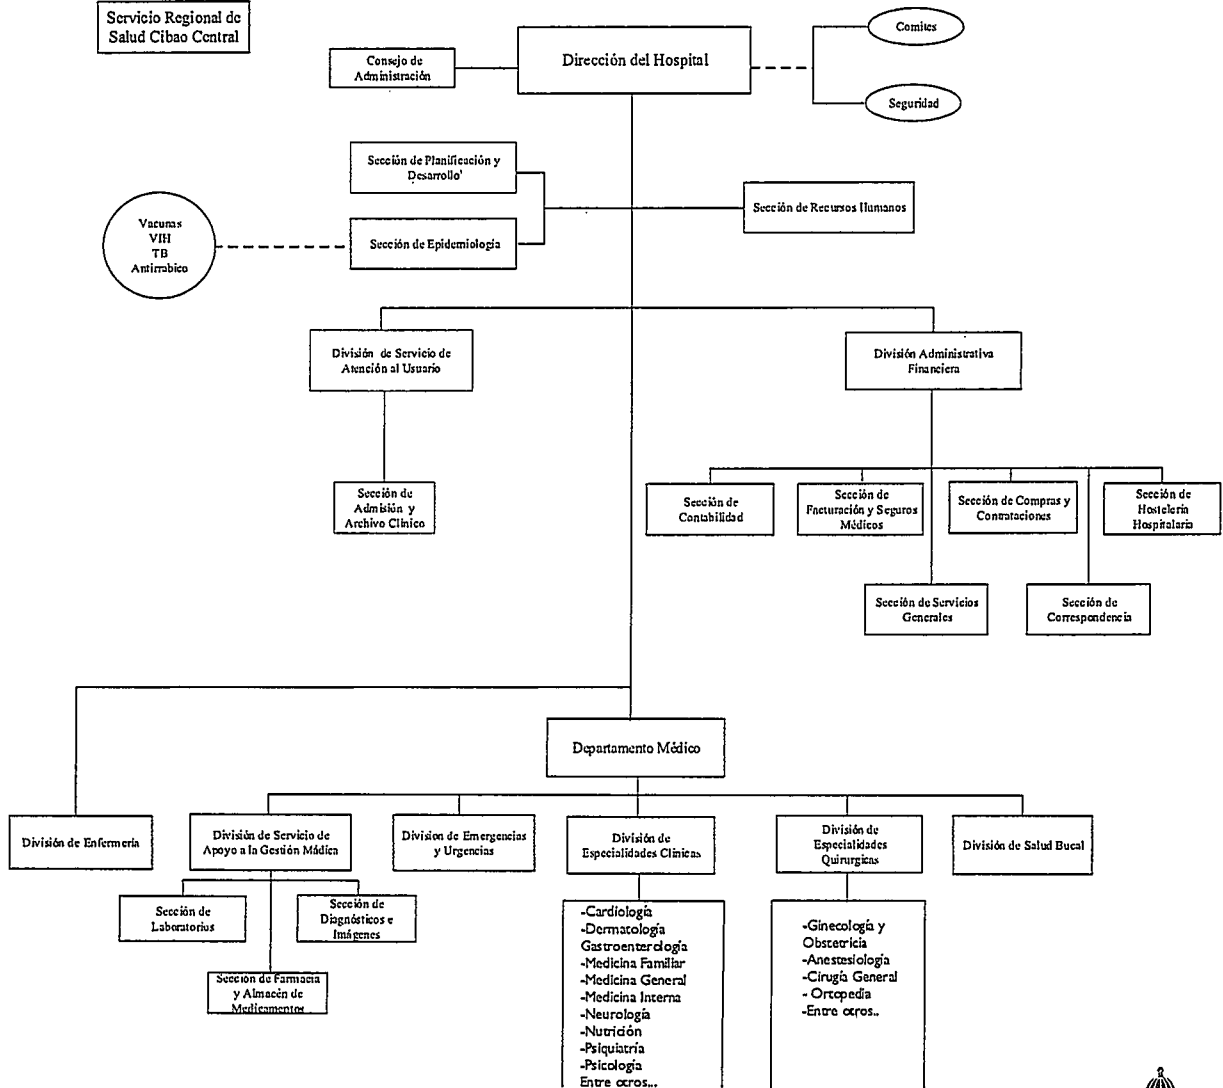 Servicio Regional de
Salud Cibao Central
Comites
Consejo de
Administración
Dirección del Hospital
Seguridad
Sección de Planificación y
Desarrollo
Sección de Recursos Humanos
Vacunas
VIH
TB
Antirrabico
Sección de Epidemiologia
División de Servicio de
Atención al Usuario
División Administrativa
Financiera
Sección de
Admisión y
Archivo Clinico
Sección de
Contabilidad
Sección de
Facturación y Seguros
Médicos
Sección de Compras y
Contrataciones
Sección de
Hosteleria
Hospitalaria
Sección de Servicios
Generales
Sección de
Correspondencia
Departamento Médico
División de Enfermeria
División de Servicio de
Apoyo a la Gestión Mádica
Division de Emergencias
y Urgencias
División de
Especialidades Clinicas
División de
Especialidades
Quirurgicas
División de Salud Bucal
Sección de
Laboratorios
Sección de
Diagnósticos e
Imágenes
Sección de Farmacia
y Almacén de
Medicamentos
-Cardiología
-Dermatología
Gastroenterología
-Medicina Familiar
-Medicina General
-Medicina Interna
-Neurología
-Nutrición
-Psiquiatría
-Psicología
Entre otros...
-Ginecología y
Obstetricia
-Anestesiología
-Cirugía General
- Ortopedía
-Entre otros..